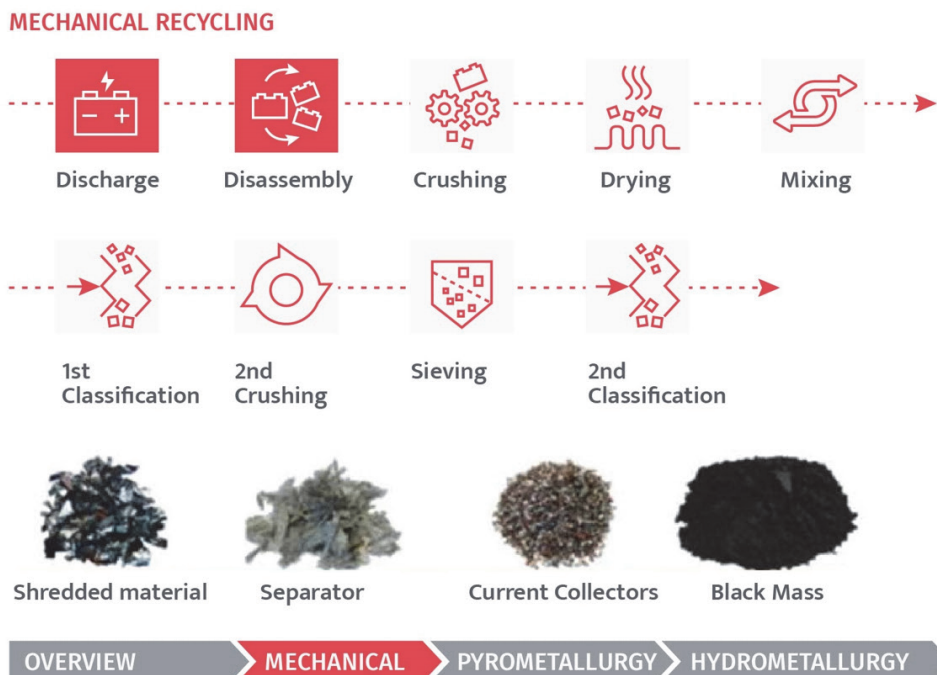 MECHANICAL RECYCLING
Discharge
Disassembly
Crushing
Drying
Mixing
1st
Classification
2nd
Crushing
Sieving
2nd
Classification
Shredded material
Separator
Current Collectors
Black Mass
OVERVIEW
MECHANICAL
PYROMETALLURGY
HYDROMETALLURGY